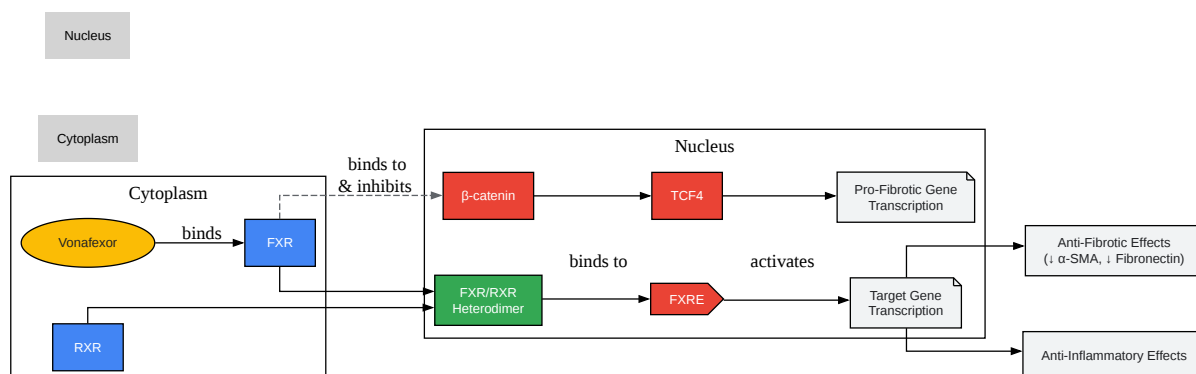 Nucleus
Cytoplasm
Cytoplasm
Vonafexor
binds
FXR
RXR
binds to
& inhibits
Nucleus
β-catenin
TCF4
Pro-Fibrotic Gene
Transcription
FXR/RXR
Heterodimer
binds to
FXRE
activates
Target Gene
Transcription
Anti-Fibrotic Effects
(↓ α-SMA, ↓ Fibronectin)
Anti-Inflammatory Effects